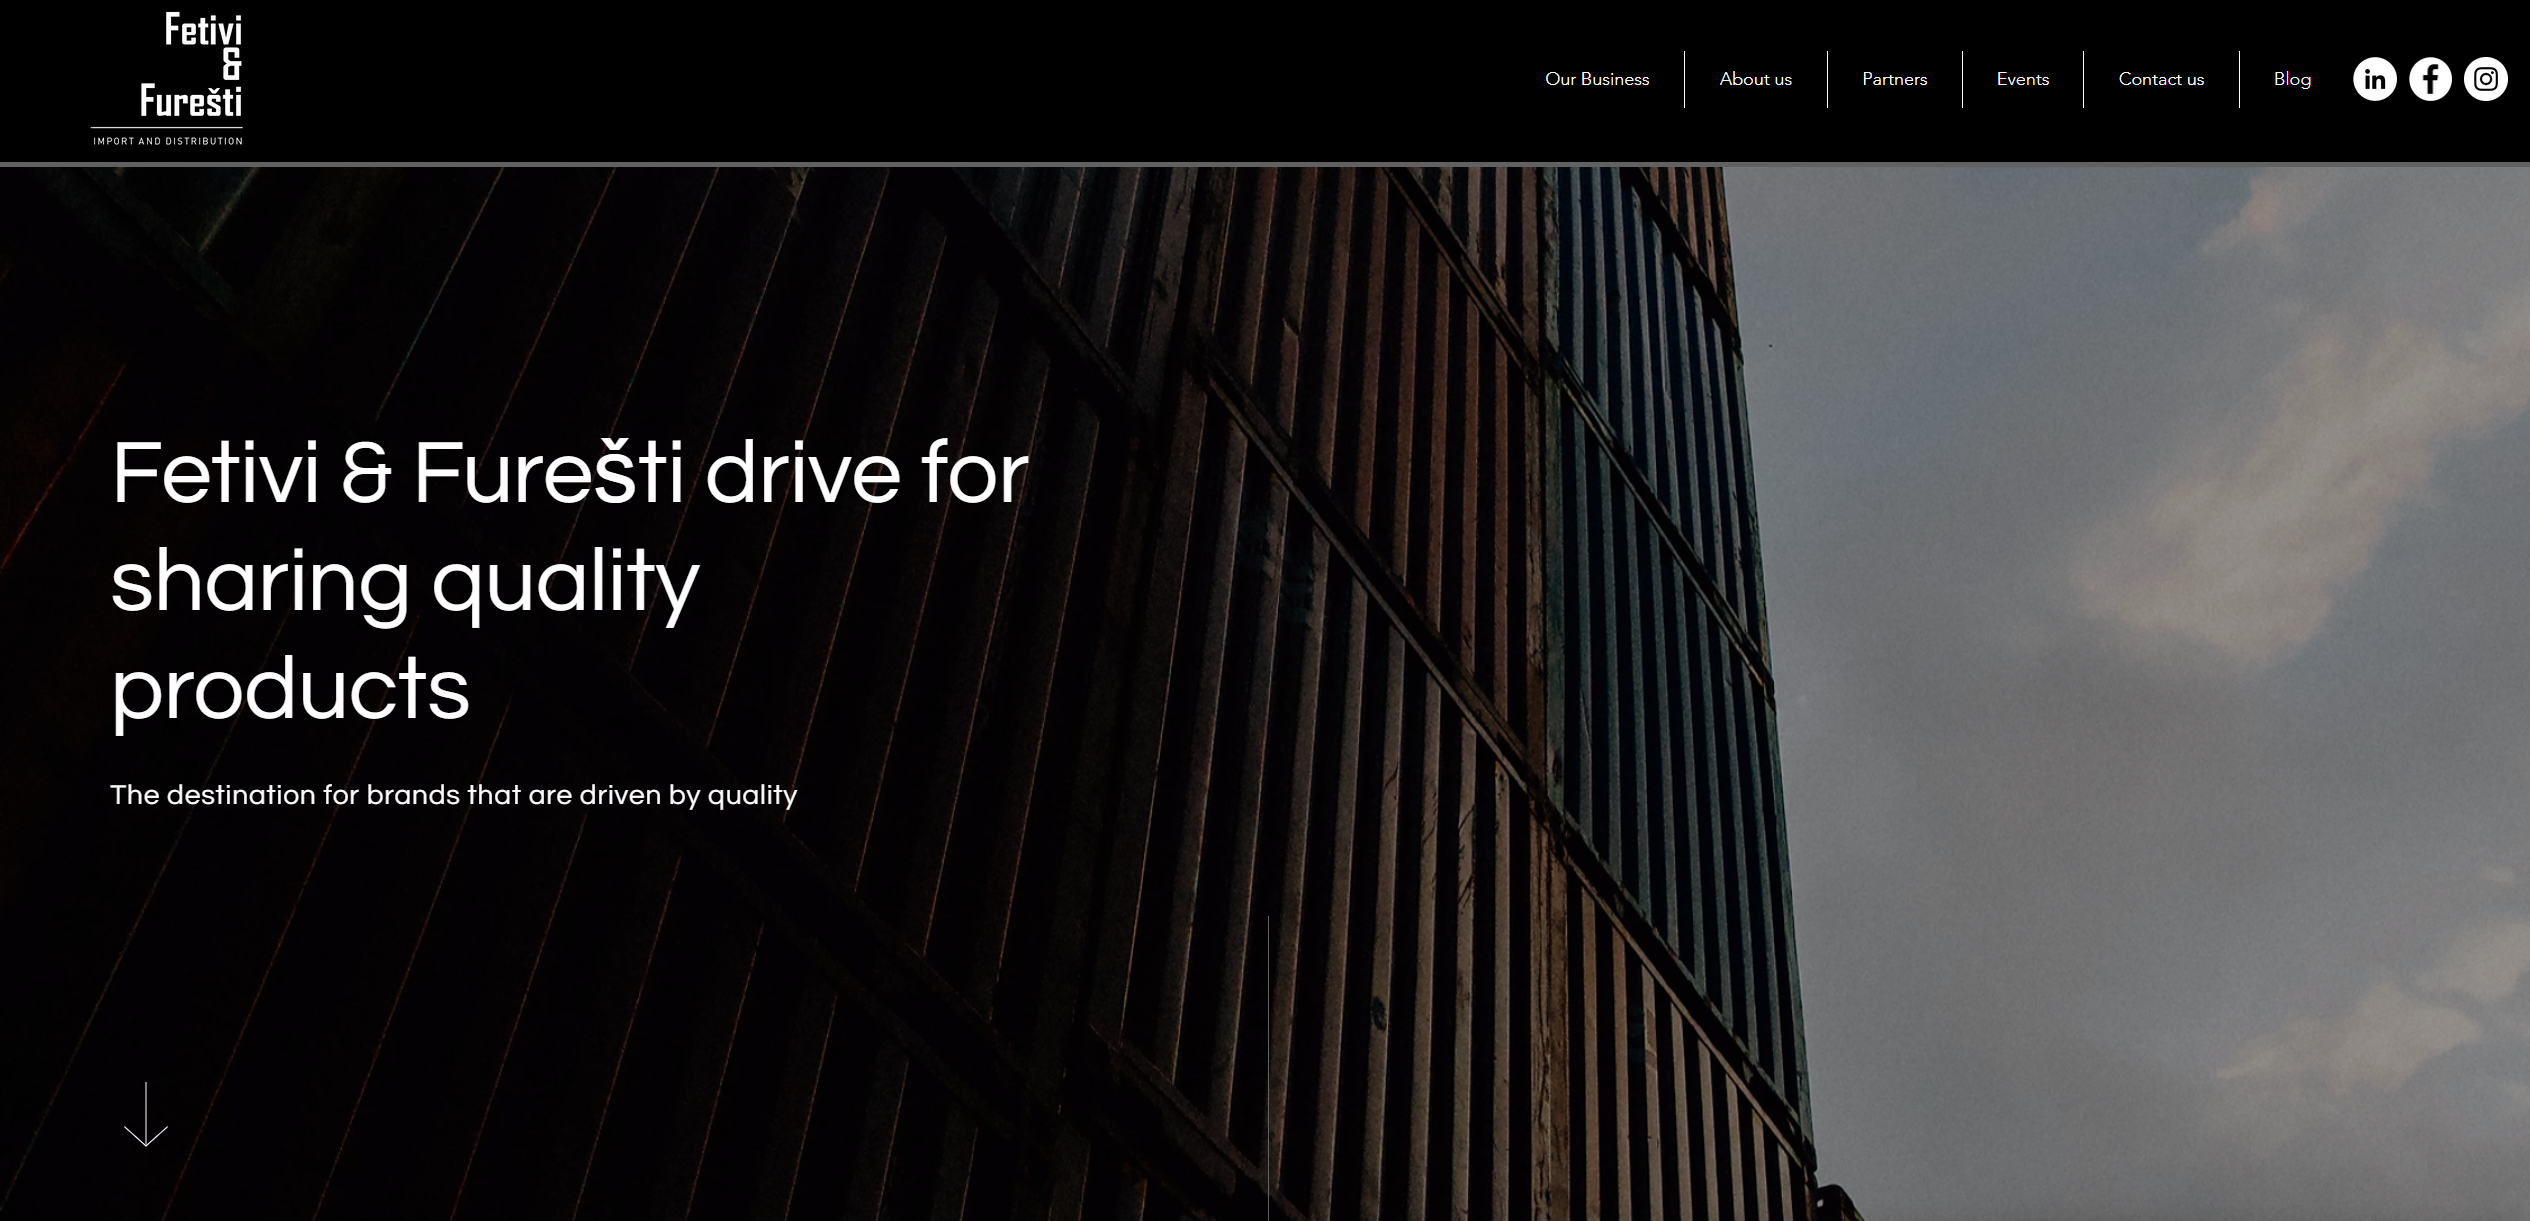 Fetivi
&
Furešti
IMPORT AND DISTRIBUTION
Our Business
About us
Partners
Events
Contact us
Blog
in
f
Fetivi & Furešti drive for
sharing quality
products
The destination for brands that are driven by quality